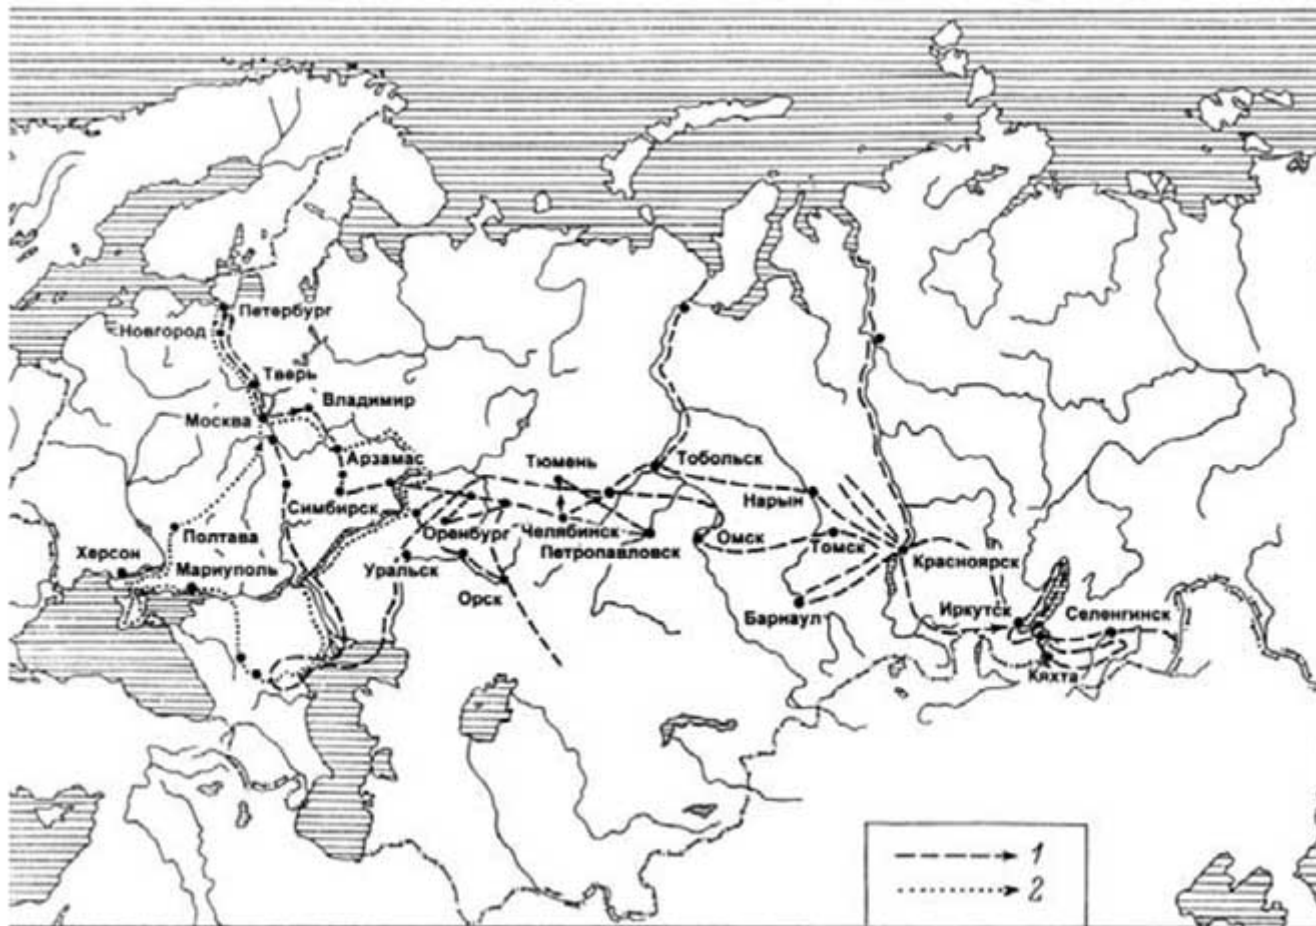 Петербург
Новгород
Тверь
Владимир
Москва
Арзамас
Тюмень
Тобольск
Симбирск
Нарын
Полтава
Оренбург
Челябинск
Омск
Томск
Херсон
Петропавловск
Красноярск
Мариуполь
Уральск
Орск
Барнаул
Иркутск
Селенгинск
Кяхта
1
2